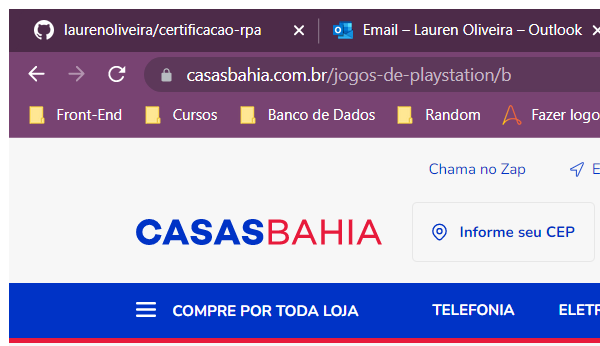 laurenoliveira/certificacao-rpa Email – Lauren Oliveira – Outlook
casasbahia.com.br/jogos-de-playstation/b
Front-End Cursos Banco de Dados Random Fazer logo
Chama no Zap E
CASASBAHIA Informe seu CEP
COMPRE POR TODA LOJA TELEFONIA ELETR